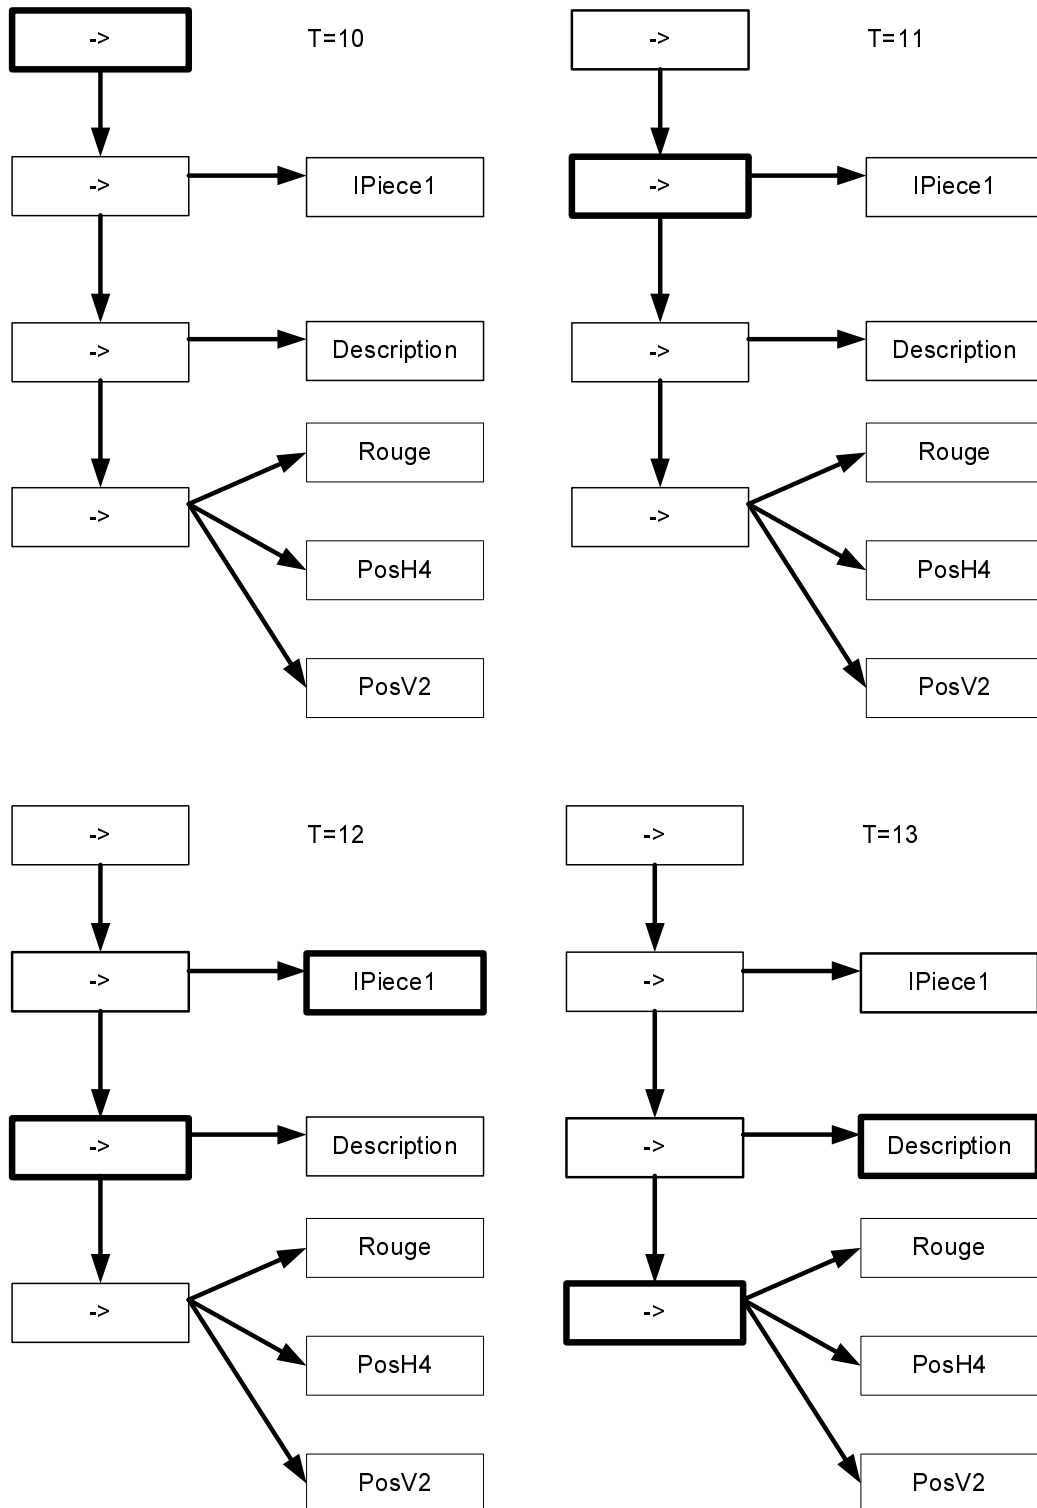 -> T=10
-> IPiece1
-> Description
Rouge
->
PosH4
PosV2
-> T=11
-> IPiece1
-> Description
Rouge
->
PosH4
PosV2
-> T=12
-> IPiece1
-> Description
Rouge
->
PosH4
PosV2
-> T=13
-> IPiece1
-> Description
Rouge
->
PosH4
PosV2